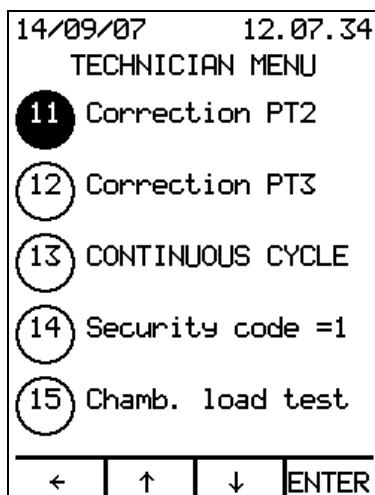 14/09/07 12.07.34
TECHNICIAN MENU
11 Correction PT2
12 Correction PT3
13 CONTINUOUS CYCLE
14 Security code =1
15 Chamb. load test
← ↑ ↓ ENTER